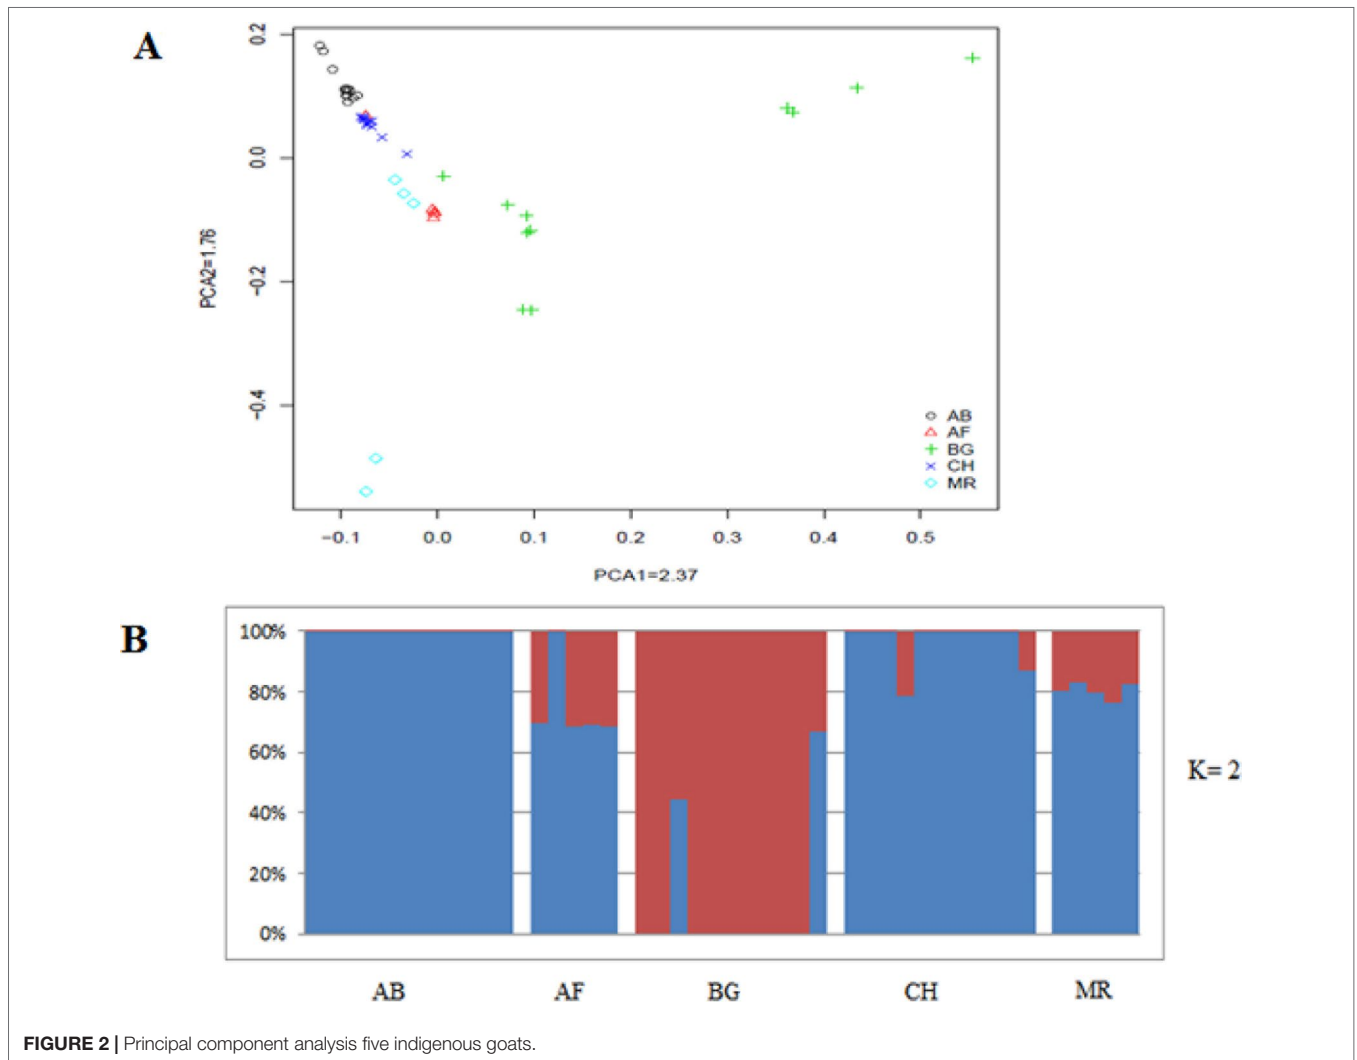 A
0.2
0.0
−0.2
−0.4
PCA2=1.76
AB
AF
BG
CH
MR
−0.1 0.0 0.1 0.2 0.3 0.4 0.5
PCA1=2.37
B
100%
80%
60%
40%
20%
0%
K= 2
AB AF BG CH MR
FIGURE 2 | Principal component analysis five indigenous goats.